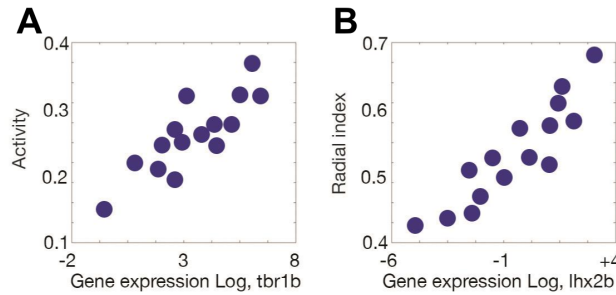 A
0.4
0.3
0.2
0.1
Activity
-2
3
8
Gene expression Log, tbr1b
B
0.7
0.6
0.5
0.4
Radial index
-6
-1
+4
Gene expression Log, lhx2b